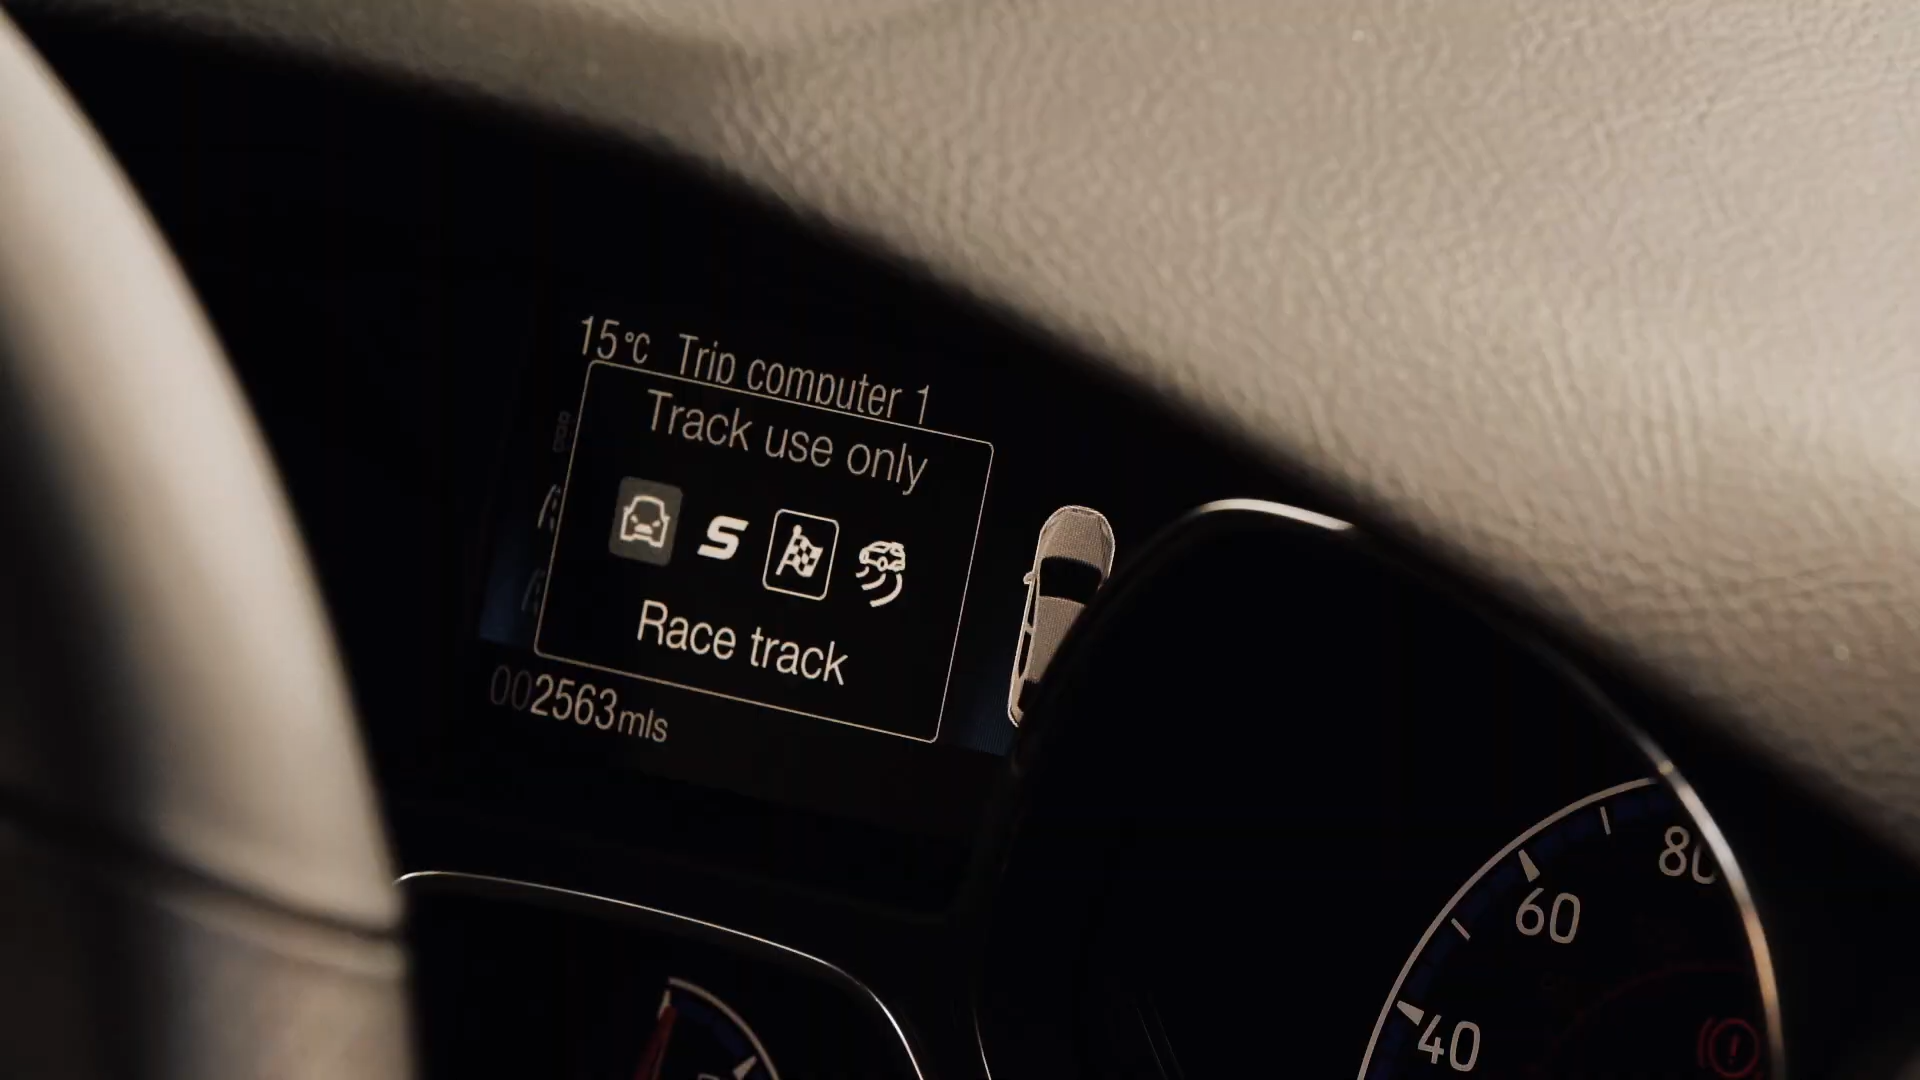 15°C Trip computer 1
Track use only
S
Race track
002563mls
80
60
40